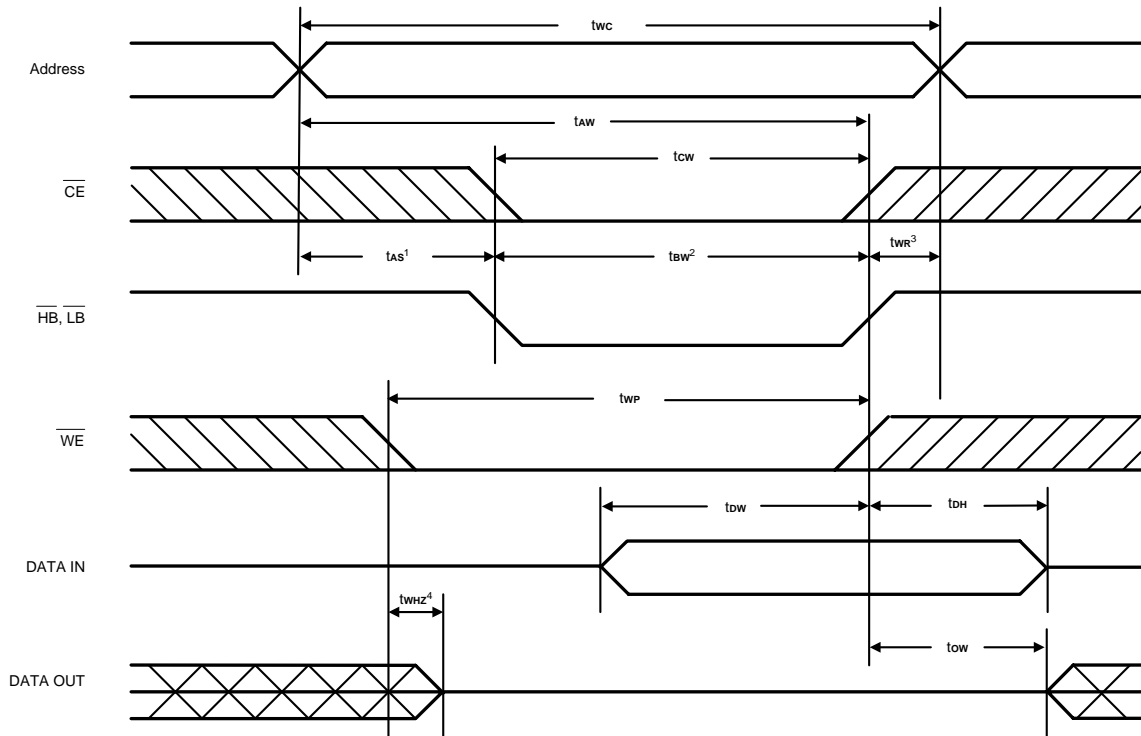 twc
Address
tAW
tcw
CE
tAS¹ tBW² tWR³
HB, LB
tWP
WE
tDW tDH
DATA IN
tWHZ⁴
tOW
DATA OUT